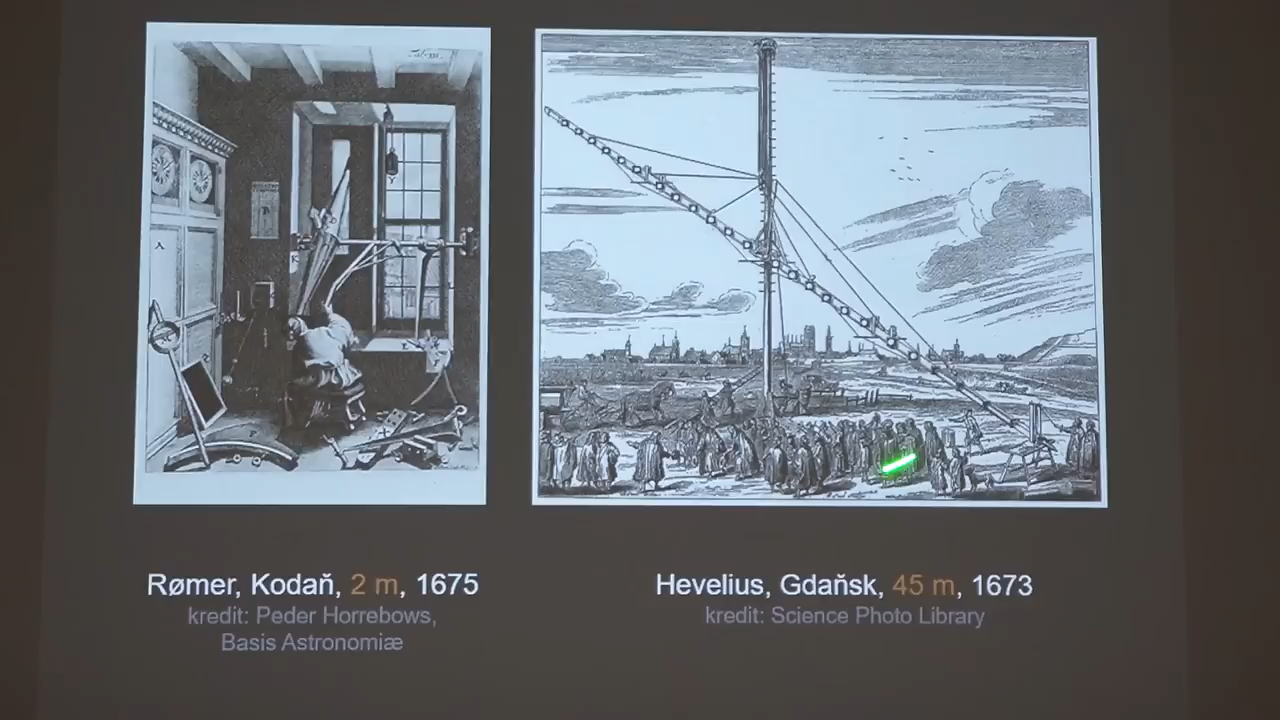 Rømer, Kodaň, 2 m, 1675
kredit: Peder Horrebows,
Basis Astronomiæ
Hevelius, Gdaňsk, 45 m, 1673
kredit: Science Photo Library